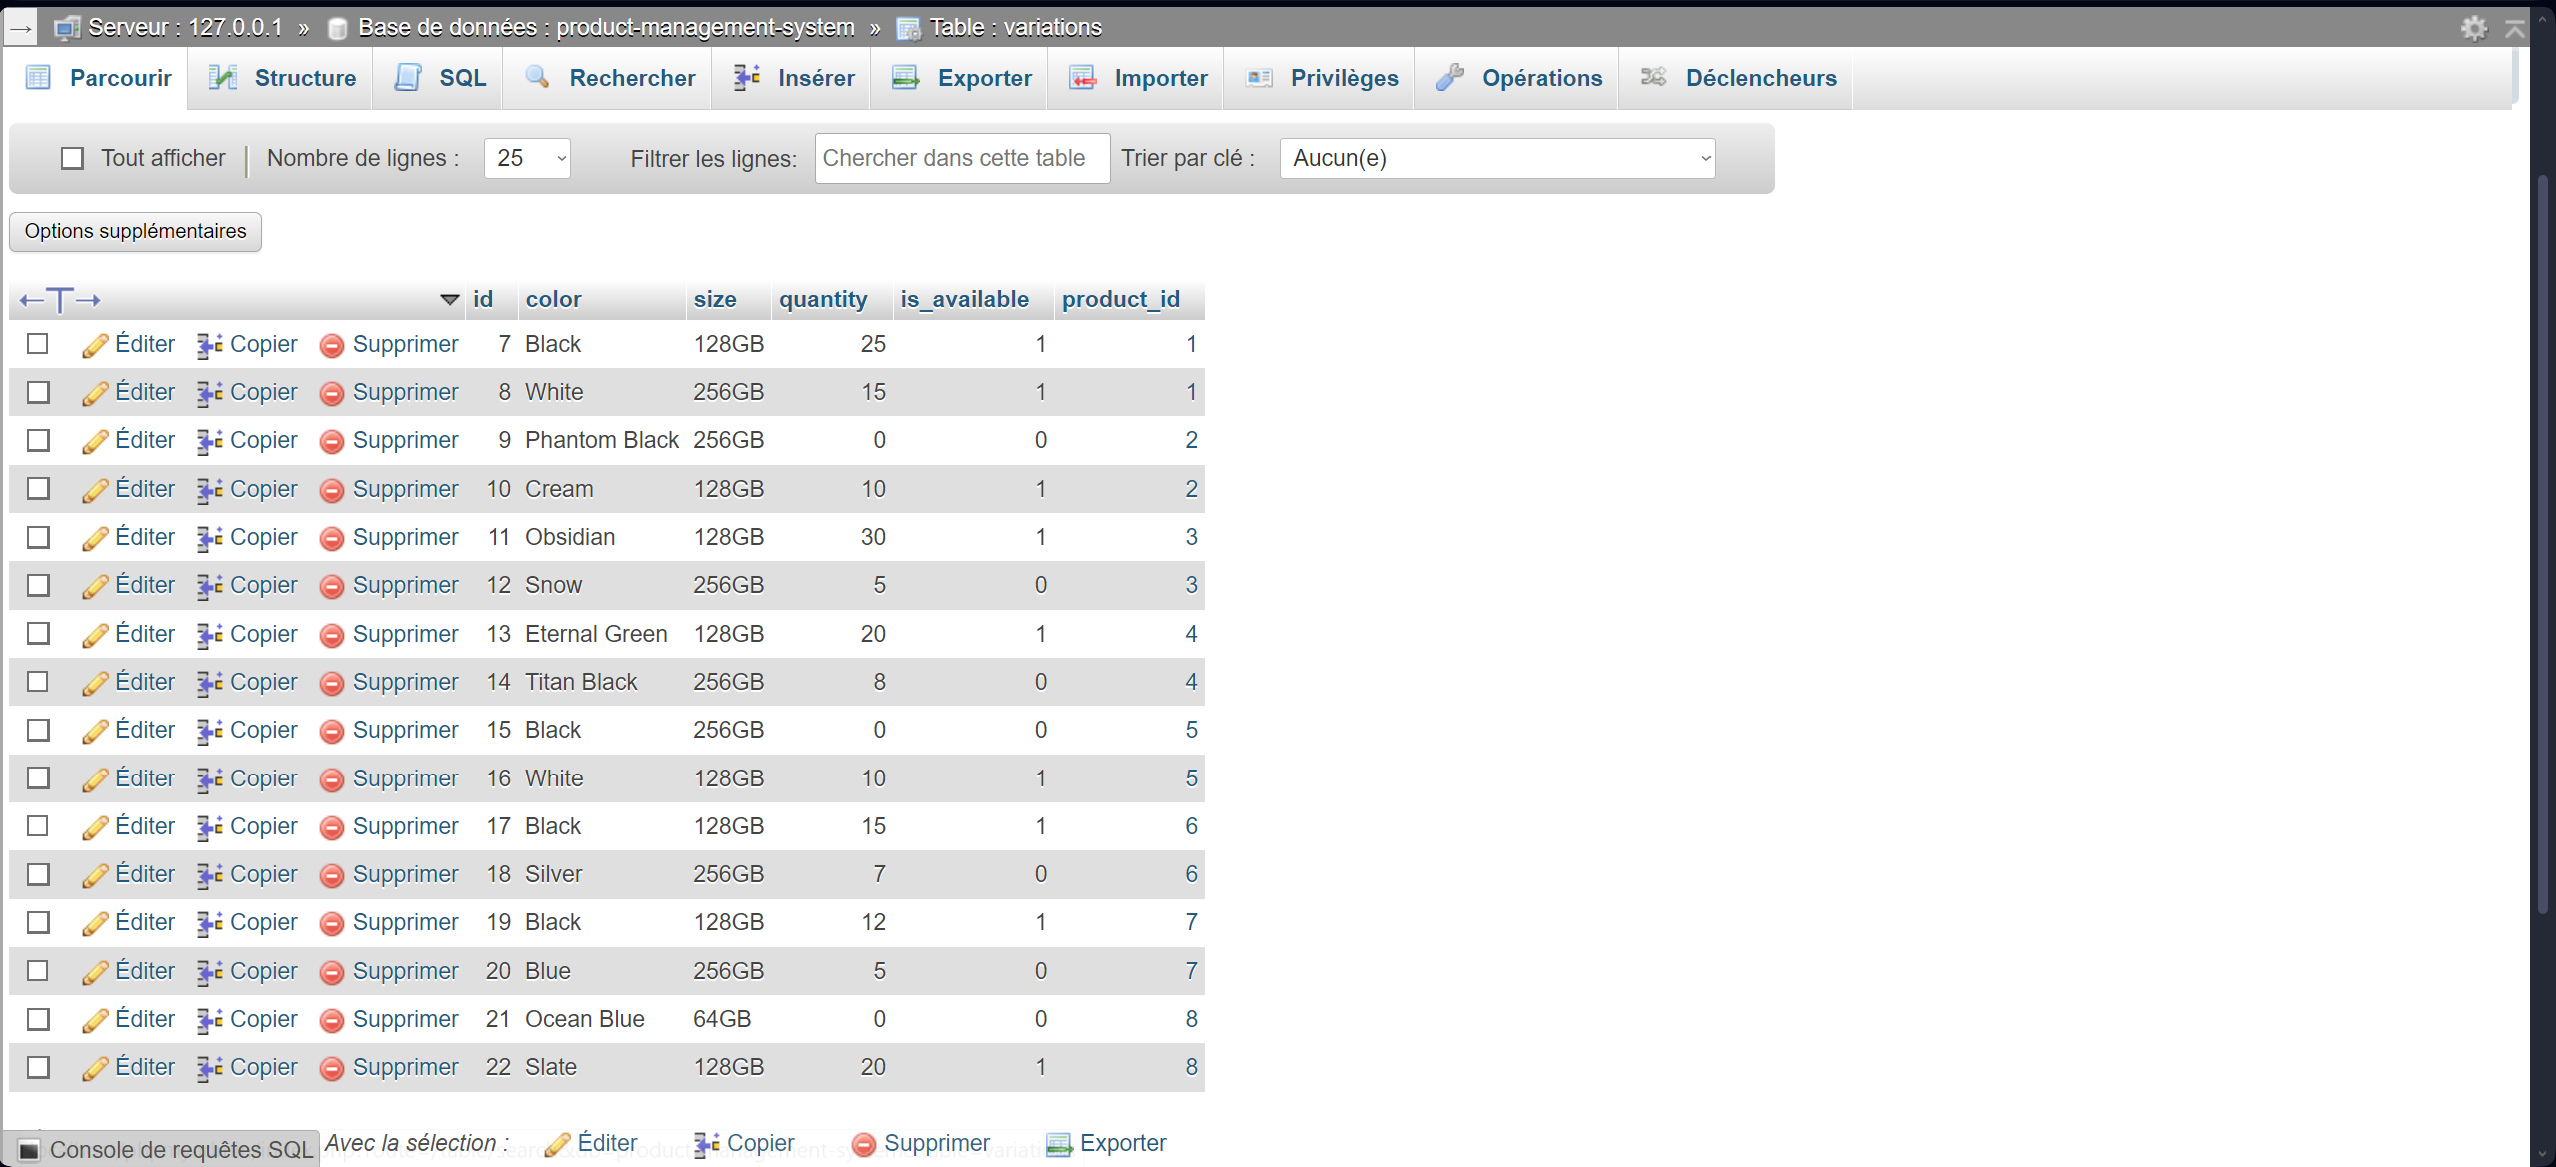 Serveur : 127.0.0.1 » Base de données : product-management-system » Table : variations
Parcourir Structure SQL Rechercher Insérer Exporter Importer Privilèges Opérations Déclencheurs
Tout afficher Nombre de lignes : 25 Filtrer les lignes: Chercher dans cette table Trier par clé : Aucun(e)
Options supplémentaires
id color size quantity is_available product_id
Éditer Copier Supprimer 7 Black 128GB 25 1 1
Éditer Copier Supprimer 8 White 256GB 15 1 1
Éditer Copier Supprimer 9 Phantom Black 256GB 0 0 2
Éditer Copier Supprimer 10 Cream 128GB 10 1 2
Éditer Copier Supprimer 11 Obsidian 128GB 30 1 3
Éditer Copier Supprimer 12 Snow 256GB 5 0 3
Éditer Copier Supprimer 13 Eternal Green 128GB 20 1 4
Éditer Copier Supprimer 14 Titan Black 256GB 8 0 4
Éditer Copier Supprimer 15 Black 256GB 0 0 5
Éditer Copier Supprimer 16 White 128GB 10 1 5
Éditer Copier Supprimer 17 Black 128GB 15 1 6
Éditer Copier Supprimer 18 Silver 256GB 7 0 6
Éditer Copier Supprimer 19 Black 128GB 12 1 7
Éditer Copier Supprimer 20 Blue 256GB 5 0 7
Éditer Copier Supprimer 21 Ocean Blue 64GB 0 0 8
Éditer Copier Supprimer 22 Slate 128GB 20 1 8
Console de requêtes SQL Avec la sélection : Éditer Copier Supprimer Exporter